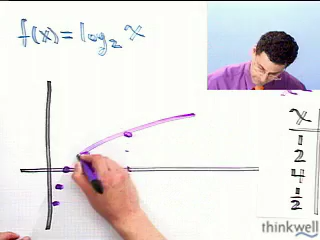 f(x)=log₂ x
x
1
2
4
1/2
thinkwell